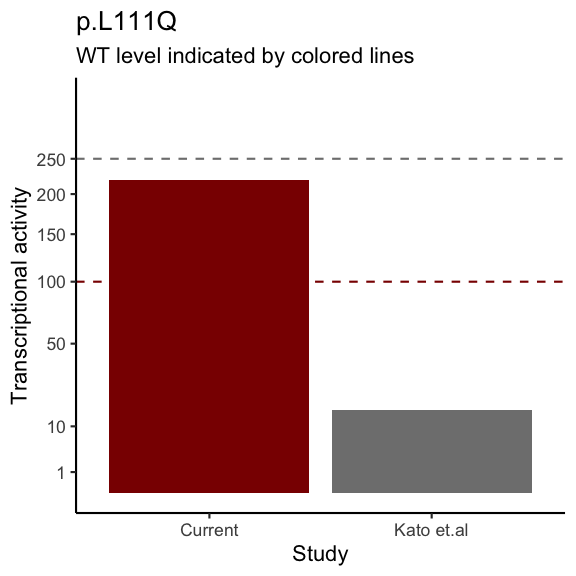 p.L111Q
WT level indicated by colored lines
Transcriptional activity
250
200
150
100
50
10
1
Current
Kato et.al
Study